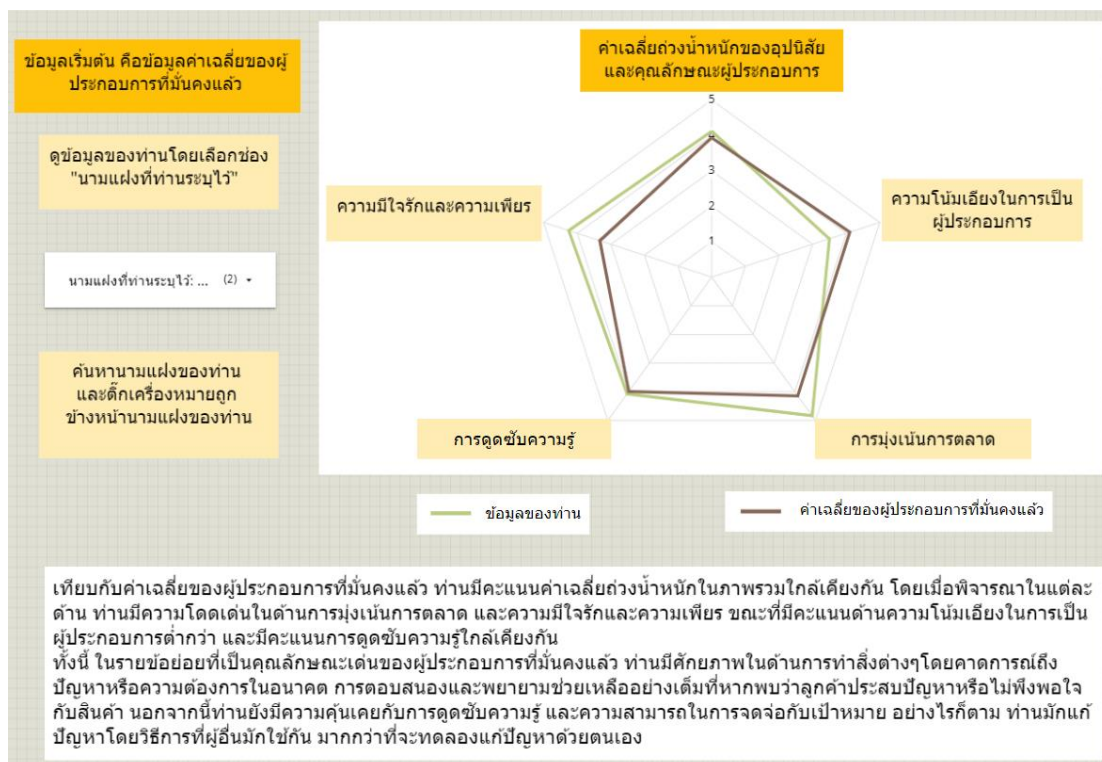 ข้อมูลเริ่มต้น คือข้อมูลค่าเฉลี่ยของผู้
ประกอบการที่มั่นคงแล้ว
ดูข้อมูลของท่านโดยเลือกช่อง
"นามแฝงที่ท่านระบุไว้"
นามแฝงที่ท่านระบุไว้: ... (2)
ค้นหานามแฝงของท่าน
และติ๊กเครื่องหมายถูก
ข้างหน้านามแฝงของท่าน
ค่าเฉลี่ยถ่วงน้ำหนักของอุปนิสัย
และคุณลักษณะผู้ประกอบการ
5
4
3
2
1
ความมีใจรักและความเพียร
ความโน้มเอียงในการเป็น
ผู้ประกอบการ
การดูดซับความรู้
การมุ่งเน้นการตลาด
ข้อมูลของท่าน
ค่าเฉลี่ยของผู้ประกอบการที่มั่นคงแล้ว
เทียบกับค่าเฉลี่ยของผู้ประกอบการที่มั่นคงแล้ว ท่านมีคะแนนค่าเฉลี่ยถ่วงน้ำหนักในภาพรวมใกล้เคียงกัน โดยเมื่อพิจารณาในแต่ละ
ด้าน ท่านมีความโดดเด่นในด้านการมุ่งเน้นการตลาด และความมีใจรักและความเพียร ขณะที่มีคะแนนด้านความโน้มเอียงในการเป็น
ผู้ประกอบการต่ำกว่า และมีคะแนนการดูดซับความรู้ใกล้เคียงกัน
ทั้งนี้ ในรายข้อย่อยที่เป็นคุณลักษณะเด่นของผู้ประกอบการที่มั่นคงแล้ว ท่านมีศักยภาพในด้านการทำสิ่งต่างๆโดยคาดการณ์ถึง
ปัญหาหรือความต้องการในอนาคต การตอบสนองและพยายามช่วยเหลืออย่างเต็มที่หากพบว่าลูกค้าประสบปัญหาหรือไม่พึงพอใจ
กับสินค้า นอกจากนี้ท่านยังมีความคุ้นเคยกับการดูดซับความรู้ และความสามารถในการจดจ่อกับเป้าหมาย อย่างไรก็ตาม ท่านมักแก้
ปัญหาโดยวิธีการที่ผู้อื่นมักใช้กัน มากกว่าที่จะทดลองแก้ปัญหาด้วยตนเอง